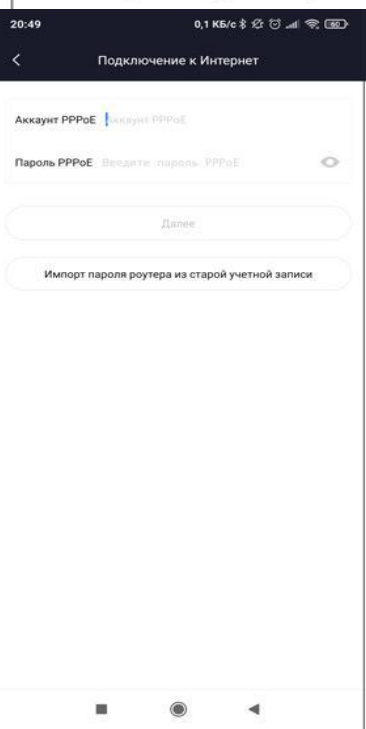 20:49 0,1 КБ/с 60
Подключение к Интернет
Аккаунт PPPoE Аккаунт PPPoE
Пароль PPPoE Введите пароль PPPoE
Далее
Импорт пароля роутера из старой учетной записи